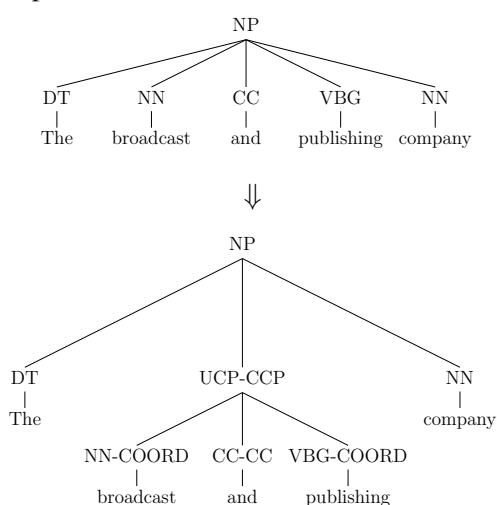 NP
DT NN CC VBG NN
The broadcast and publishing company
⇓
NP
DT UCP-CCP NN
The company
NN-COORD CC-CC VBG-COORD
broadcast and publishing